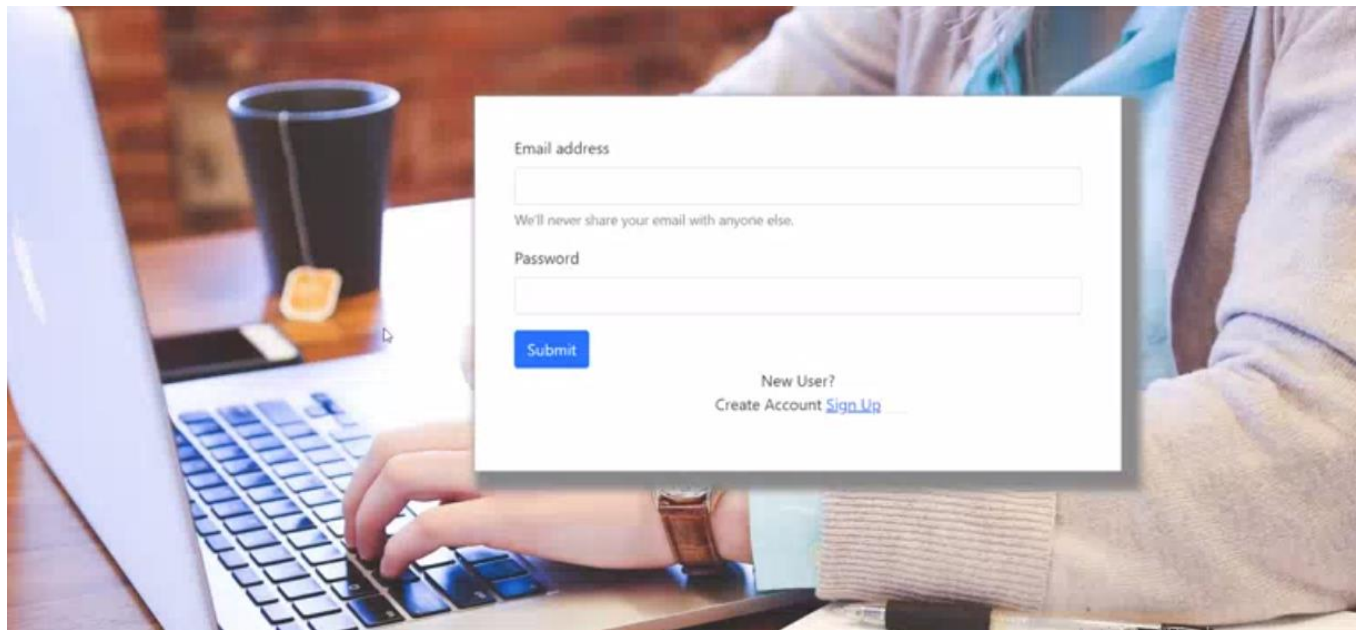 Email address
We'll never share your email with anyone else.
Password
Submit
New User?
Create Account Sign Up